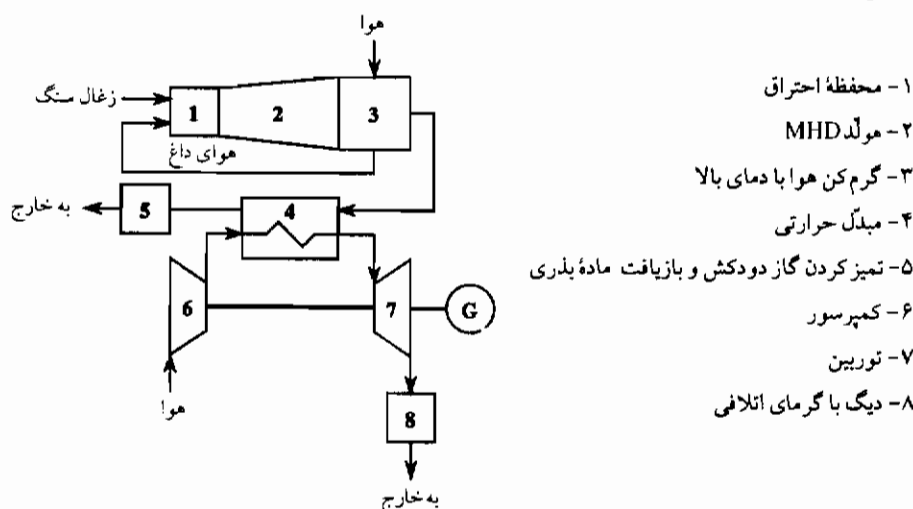 هوا
زغال سنگ
1
2
3
هوای داغ
به خارج
5
4
6
7
G
هوا
8
به خارج
۱- محفظهٔ احتراق
۲- مولّد MHD
۳- گرم‌کن هوا با دمای بالا
۴- مبدّل حرارتی
۵- تمیز کردن گاز دودکش و بازیافت مادهٔ بذری
۶- کمپرسور
۷- توربین
۸- دیگ با گرمای اتلافی